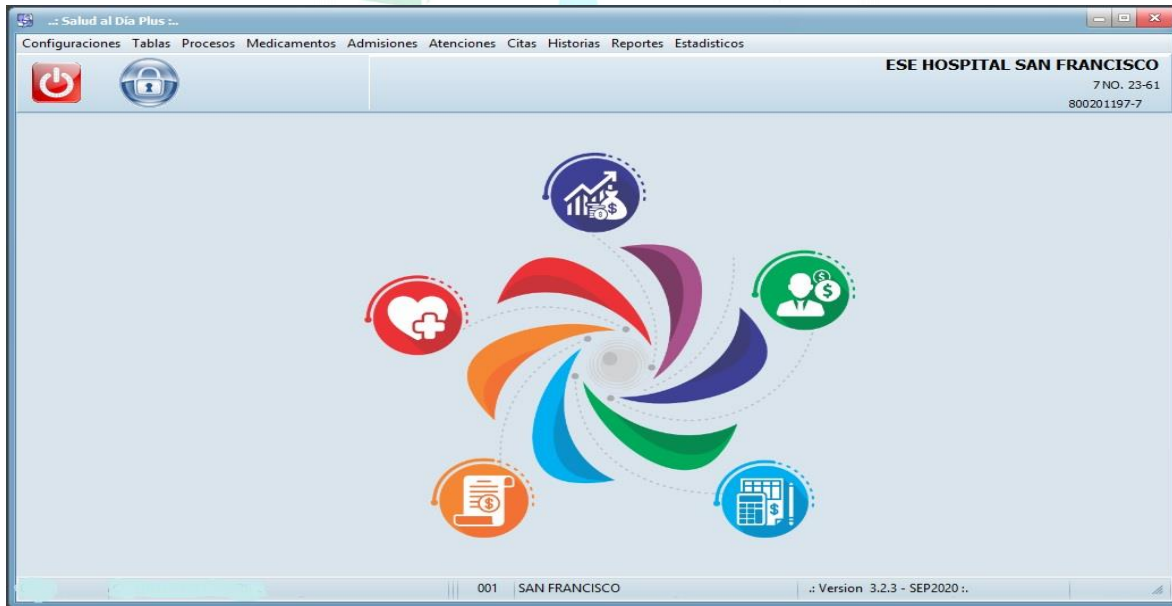 ..: Salud al Día Plus :..
Configuraciones Tablas Procesos Medicamentos Admisiones Atenciones Citas Historias Reportes Estadisticos
ESE HOSPITAL SAN FRANCISCO
7 NO. 23-61
800201197-7
$
$
$
$
$
001 SAN FRANCISCO .: Version 3.2.3 - SEP2020 :.